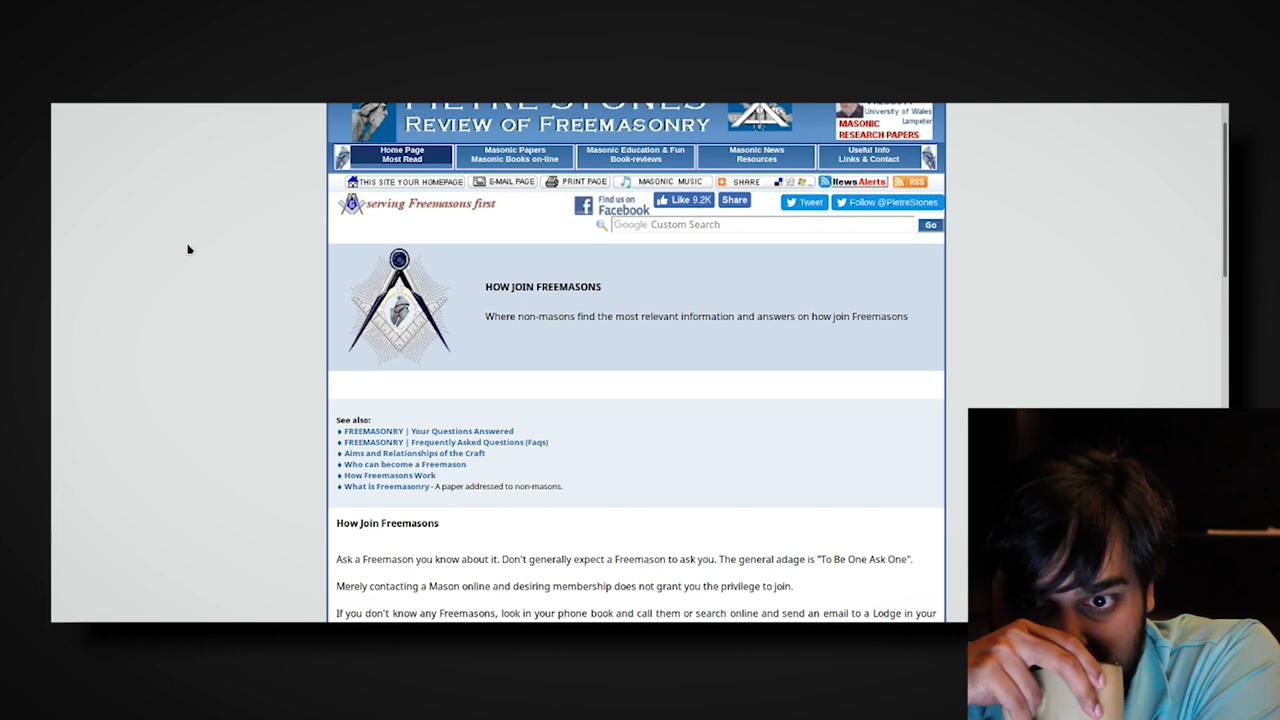 PIETRE-STONES
REVIEW OF FREEMASONRY
University of Wales
Lampeter
MASONIC
RESEARCH PAPERS
Home Page
Most Read
Masonic Papers
Masonic Books on-line
Masonic Education & Fun
Book-reviews
Masonic News
Resources
Useful Info
Links & Contact
THIS SITE YOUR HOMEPAGE
E-MAIL PAGE
PRINT PAGE
MASONIC MUSIC
SHARE
News Alerts
RSS
serving Freemasons first
Find us on
Facebook
Like 9.2K
Share
Tweet
Follow @PietreStones
Google Custom Search
Go
HOW JOIN FREEMASONS
Where non-masons find the most relevant information and answers on how join Freemasons
See also:
♦ FREEMASONRY | Your Questions Answered
♦ FREEMASONRY | Frequently Asked Questions (Faqs)
♦ Aims and Relationships of the Craft
♦ Who can become a Freemason
♦ How Freemasons Work
♦ What is Freemasonry - A paper addressed to non-masons.
How Join Freemasons
Ask a Freemason you know about it. Don't generally expect a Freemason to ask you. The general adage is "To Be One Ask One".
Merely contacting a Mason online and desiring membership does not grant you the privilege to join.
If you don't know any Freemasons, look in your phone book and call them or search online and send an email to a Lodge in your